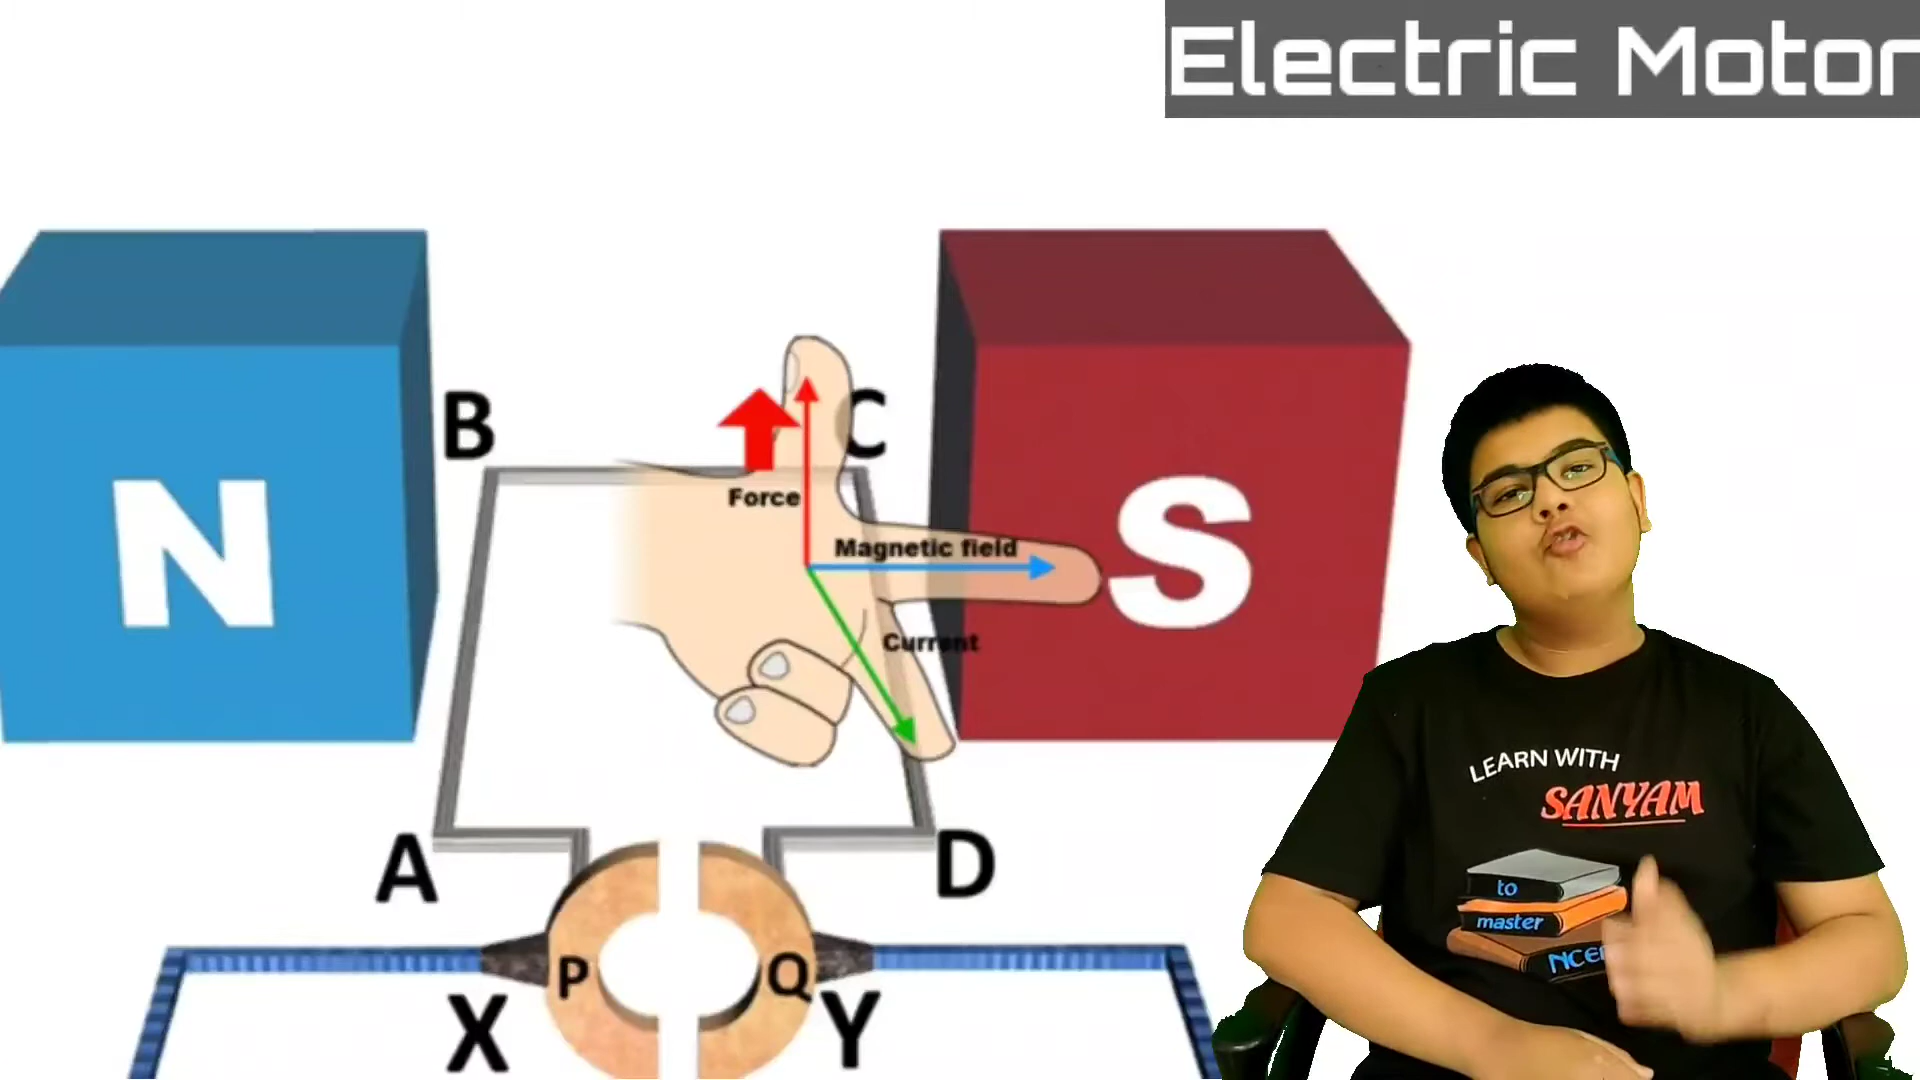 Electric Motor
N
B
C
S
Force
Magnetic field
Current
A
D
P
Q
X
Y
LEARN WITH
SANYAM
to
master